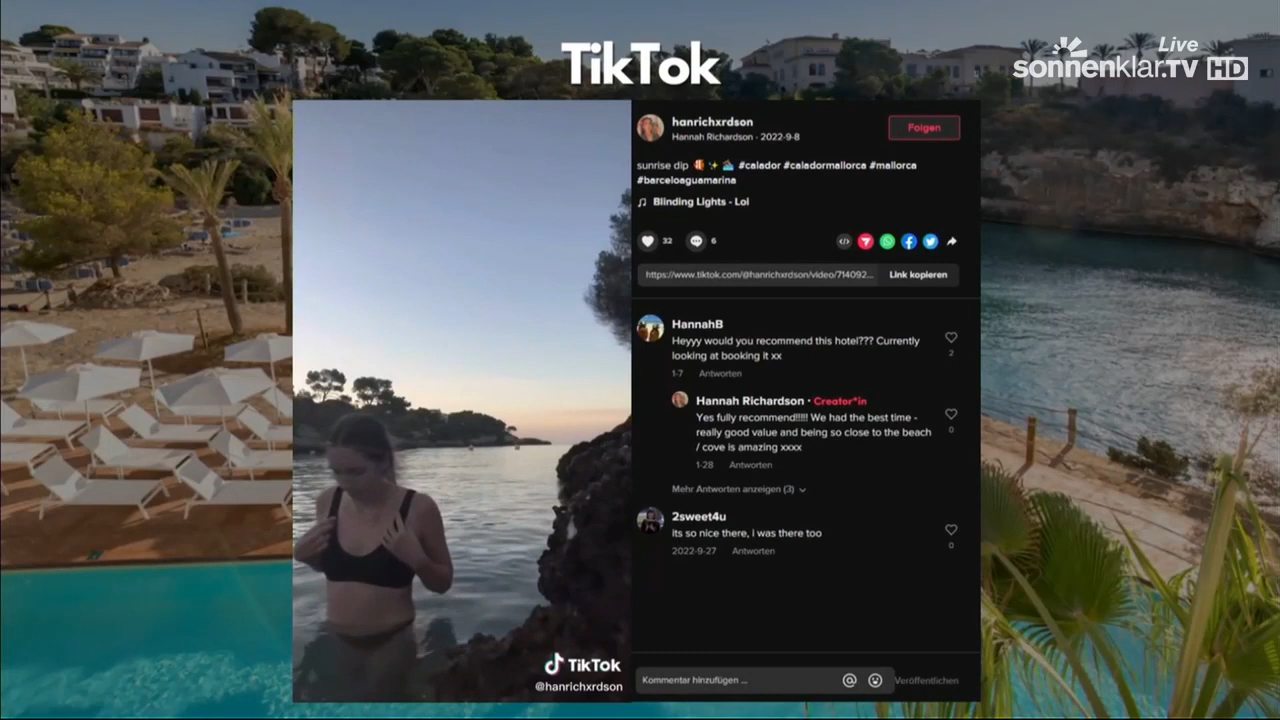 TikTok
Live
sonnenklar.TV HD
hanrichxrdson
Hannah Richardson · 2022-9-8
Folgen
sunrise dip #calador #caladormallorca #mallorca
#barceloaguamarina
Blinding Lights - Loi
32
6
https://www.tiktok.com/@hanrichxrdson/video/714092...
Link kopieren
HannahB
Heyyy would you recommend this hotel??? Currently
looking at booking it xx
2
1-7 Antworten
Hannah Richardson · Creator*in
Yes fully recommend!!!!! We had the best time -
really good value and being so close to the beach
/ cove is amazing xxxx
0
1-28 Antworten
Mehr Antworten anzeigen (3)
2sweet4u
its so nice there, i was there too
0
2022-9-27 Antworten
TikTok
@hanrichxrdson
Kommentar hinzufügen ...
Veröffentlichen